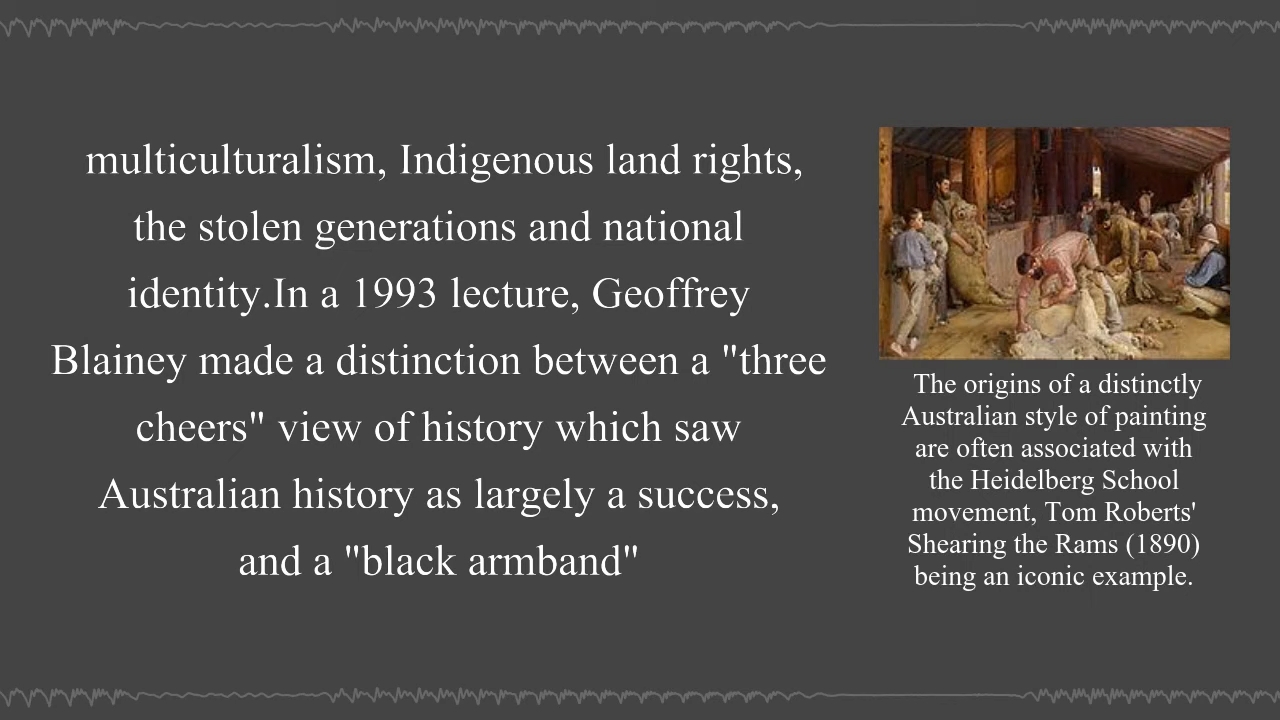 multiculturalism, Indigenous land rights,
the stolen generations and national
identity.In a 1993 lecture, Geoffrey
Blainey made a distinction between a "three
cheers" view of history which saw
Australian history as largely a success,
and a "black armband"
The origins of a distinctly
Australian style of painting
are often associated with
the Heidelberg School
movement, Tom Roberts'
Shearing the Rams (1890)
being an iconic example.